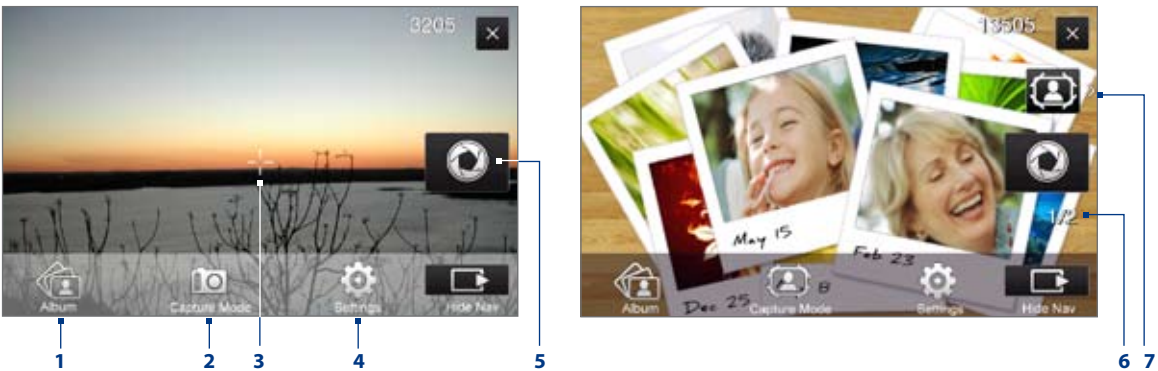 3205
×
Album
Capture Mode
Settings
Hide Nav
1
2
3
4
5
13505
×
May 15
Feb 23
Dec 25
B
1/2
Album
Capture Mode
Settings
Hide Nav
6
7